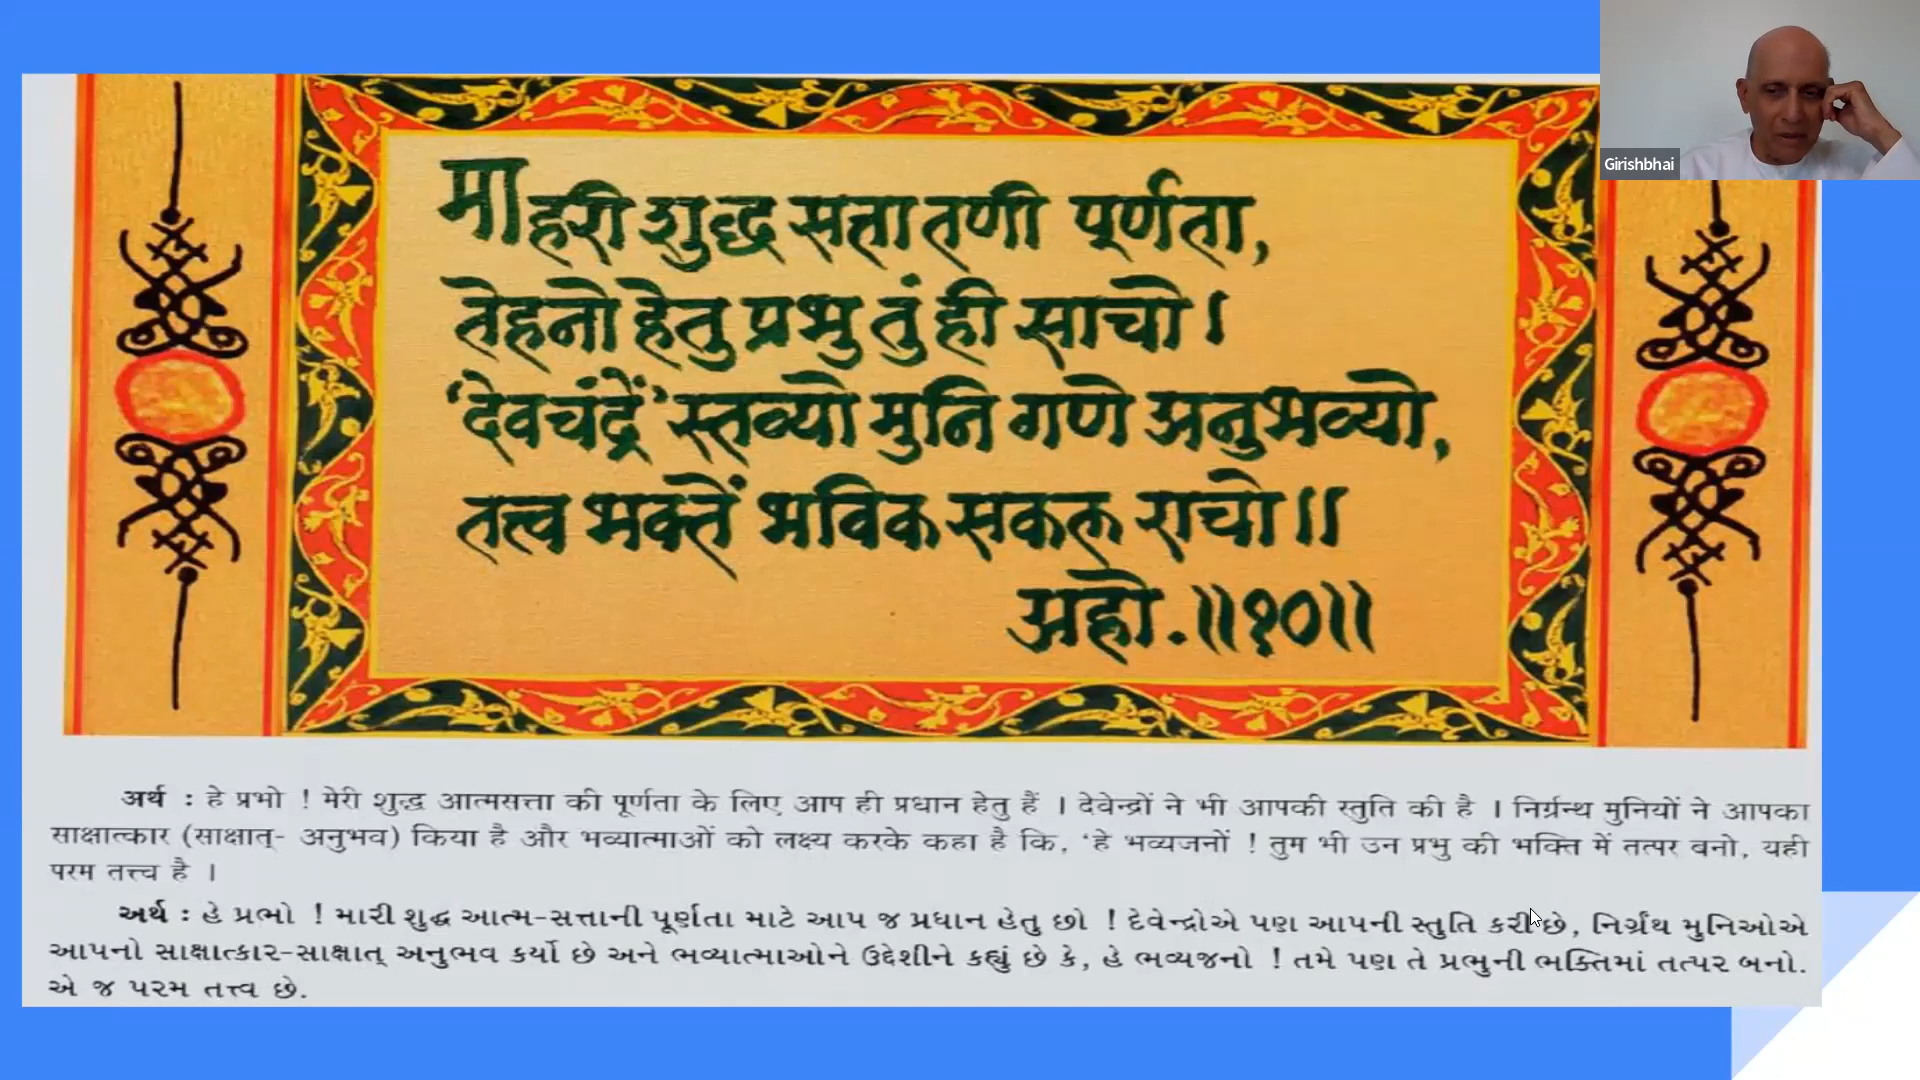 Girishbhai
माहरी शुद्ध सत्ता तणी पूर्णता,
तेहनो हेतु प्रभु तुं ही साचो।
'देवचंद्रें' स्तव्यो मुनि गणे अनुभव्यो,
तत्त्व भक्तें भविक सकल राचो॥
अहो.॥१०॥
अर्थ : हे प्रभो ! मेरी शुद्ध आत्मसत्ता की पूर्णता के लिए आप ही प्रधान हेतु हैं । देवेन्द्रों ने भी आपकी स्तुति की है । निर्ग्रन्थ मुनियों ने आपका
साक्षात्कार (साक्षात्- अनुभव) किया है और भव्यात्माओं को लक्ष्य करके कहा है कि, 'हे भव्यजनों ! तुम भी उन प्रभु की भक्ति में तत्पर बनो, यही
परम तत्त्व है ।
અર્થ : હે પ્રભો ! મારી શુદ્ધ આત્મ-સત્તાની પૂર્ણતા માટે આપ જ પ્રધાન હેતુ છો ! દેવેન્દ્રોએ પણ આપની સ્તુતિ કરી છે, નિર્ગ્રંથ મુનિઓએ
આપનો સાક્ષાત્કાર-સાક્ષાત્ અનુભવ કર્યો છે અને ભવ્યાત્માઓને ઉદ્દેશીને કહ્યું છે કે, હે ભવ્યજનો ! તમે પણ તે પ્રભુની ભક્તિમાં તત્પર બનો.
એ જ પરમ તત્ત્વ છે.